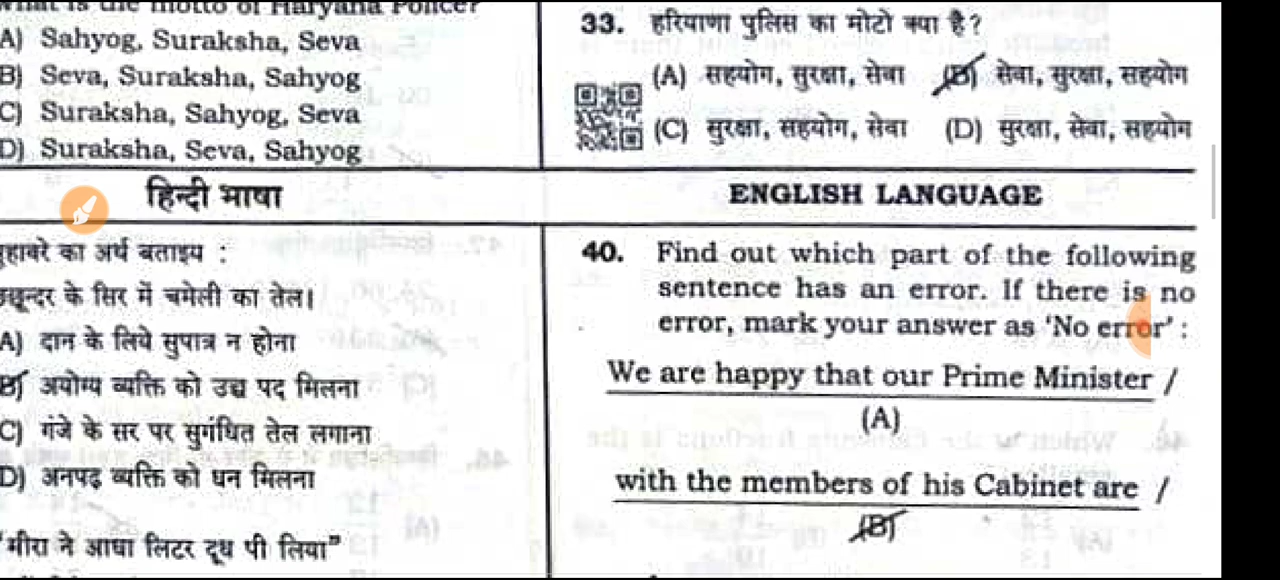 What is the motto of Haryana Police?
A) Sahyog, Suraksha, Seva
B) Seva, Suraksha, Sahyog
C) Suraksha, Sahyog, Seva
D) Suraksha, Seva, Sahyog
33. हरियाणा पुलिस का मोटो क्या है?
(A) सहयोग, सुरक्षा, सेवा (B) सेवा, सुरक्षा, सहयोग
(C) सुरक्षा, सहयोग, सेवा (D) सुरक्षा, सेवा, सहयोग
हिन्दी भाषा
मुहावरे का अर्थ बताइए :
छछून्दर के सिर में चमेली का तेल।
A) दान के लिये सुपात्र न होना
B) अयोग्य व्यक्ति को उच्च पद मिलना
C) गंजे के सर पर सुगंधित तेल लगाना
D) अनपढ़ व्यक्ति को धन मिलना
"मीरा ने आधा लिटर दूध पी लिया"
ENGLISH LANGUAGE
40. Find out which part of the following
sentence has an error. If there is no
error, mark your answer as 'No error' :
We are happy that our Prime Minister /
(A)
with the members of his Cabinet are /
(B)